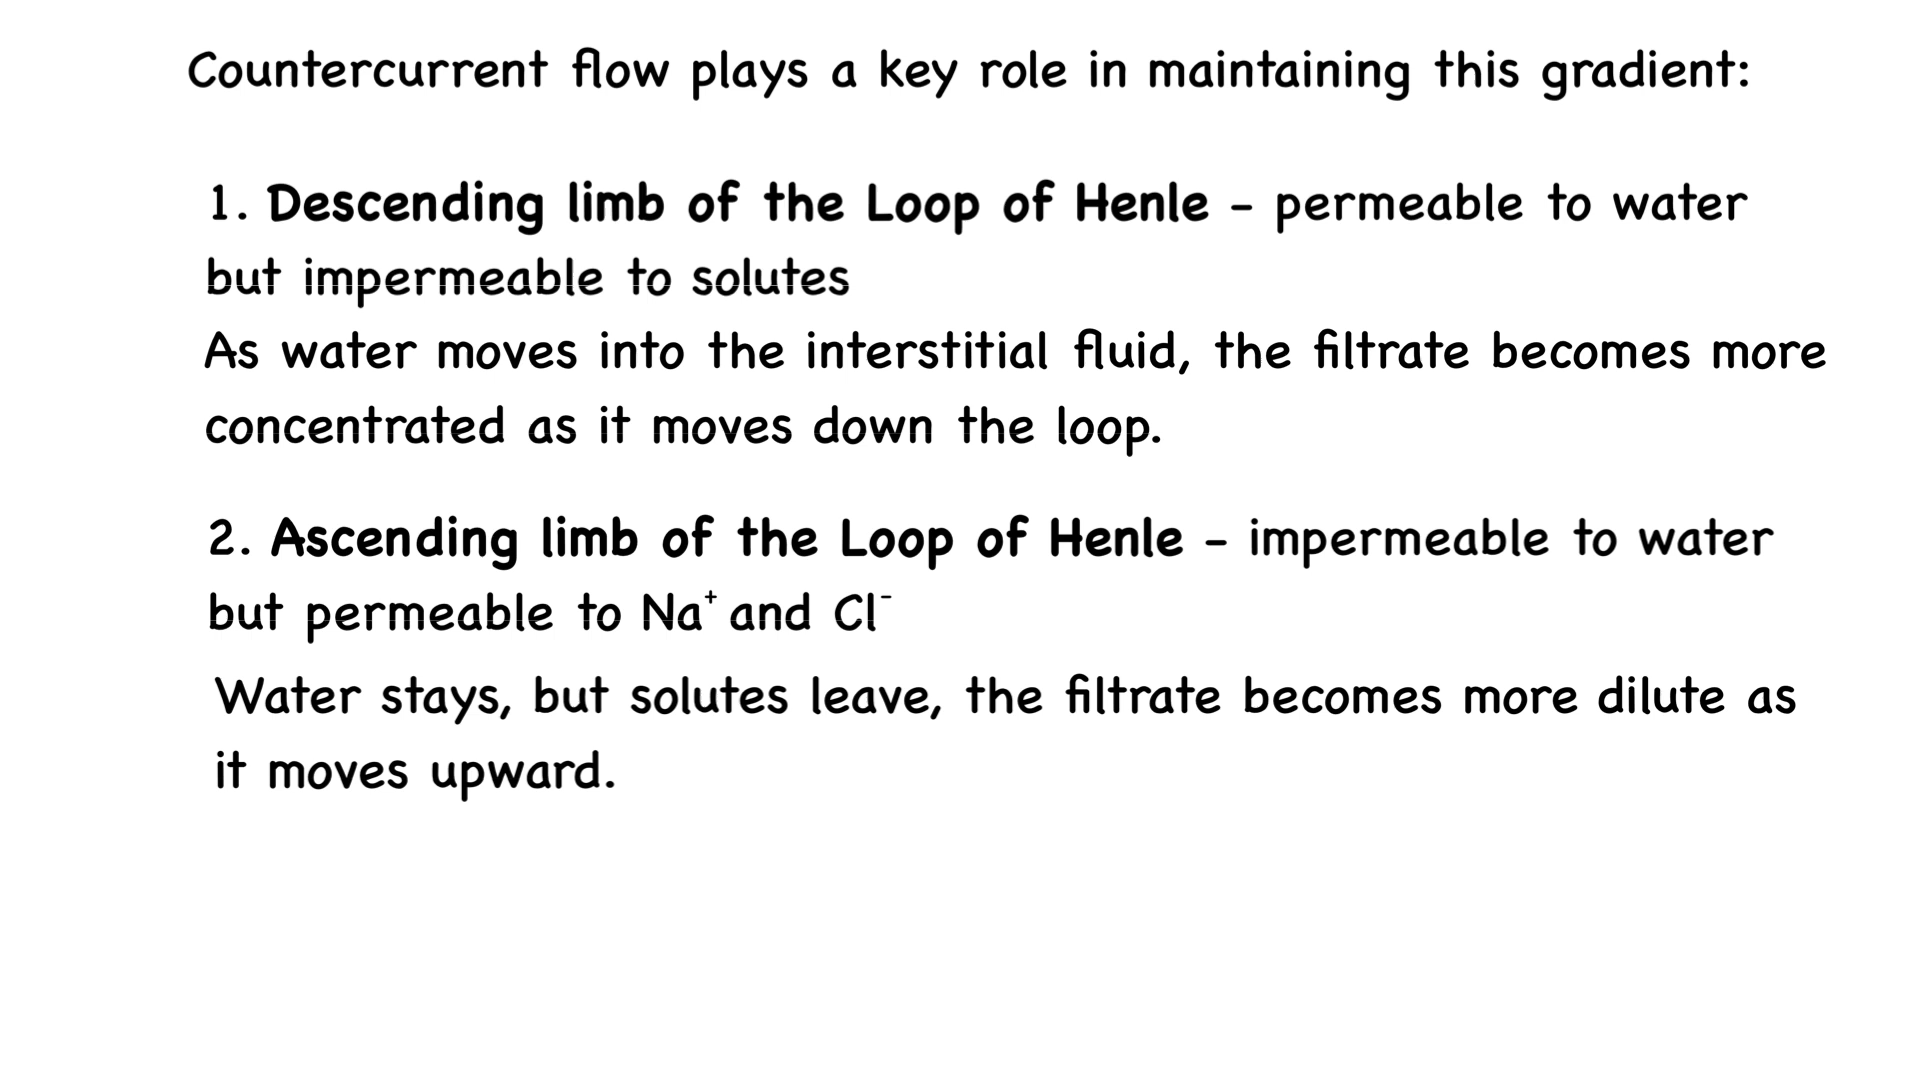 Countercurrent flow plays a key role in maintaining this gradient:
1. Descending limb of the Loop of Henle - permeable to water
but impermeable to solutes
As water moves into the interstitial fluid, the filtrate becomes more
concentrated as it moves down the loop.
2. Ascending limb of the Loop of Henle - impermeable to water
but permeable to Na⁺ and Cl⁻
Water stays, but solutes leave, the filtrate becomes more dilute as
it moves upward.